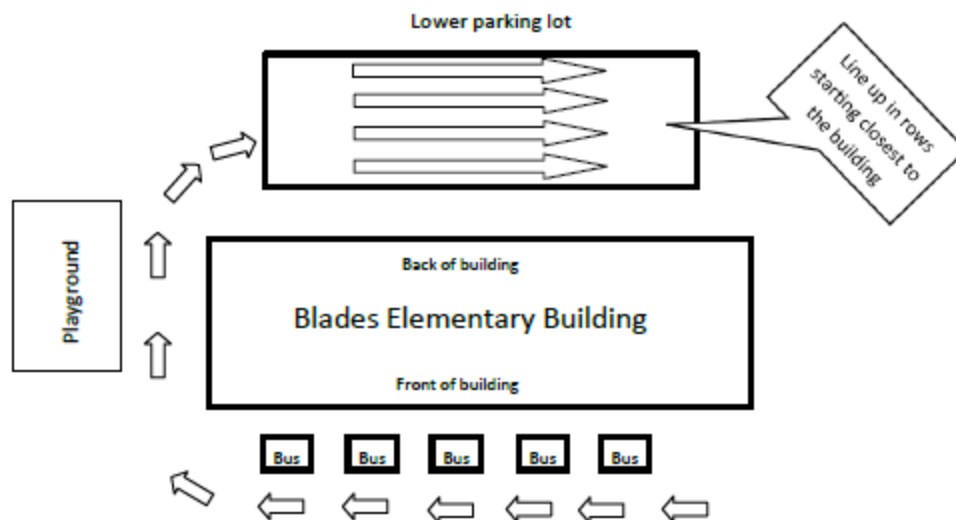 Lower parking lot
Line up in rows
starting closest to
the building
Playground
Back of building
Blades Elementary Building
Front of building
Bus
Bus
Bus
Bus
Bus